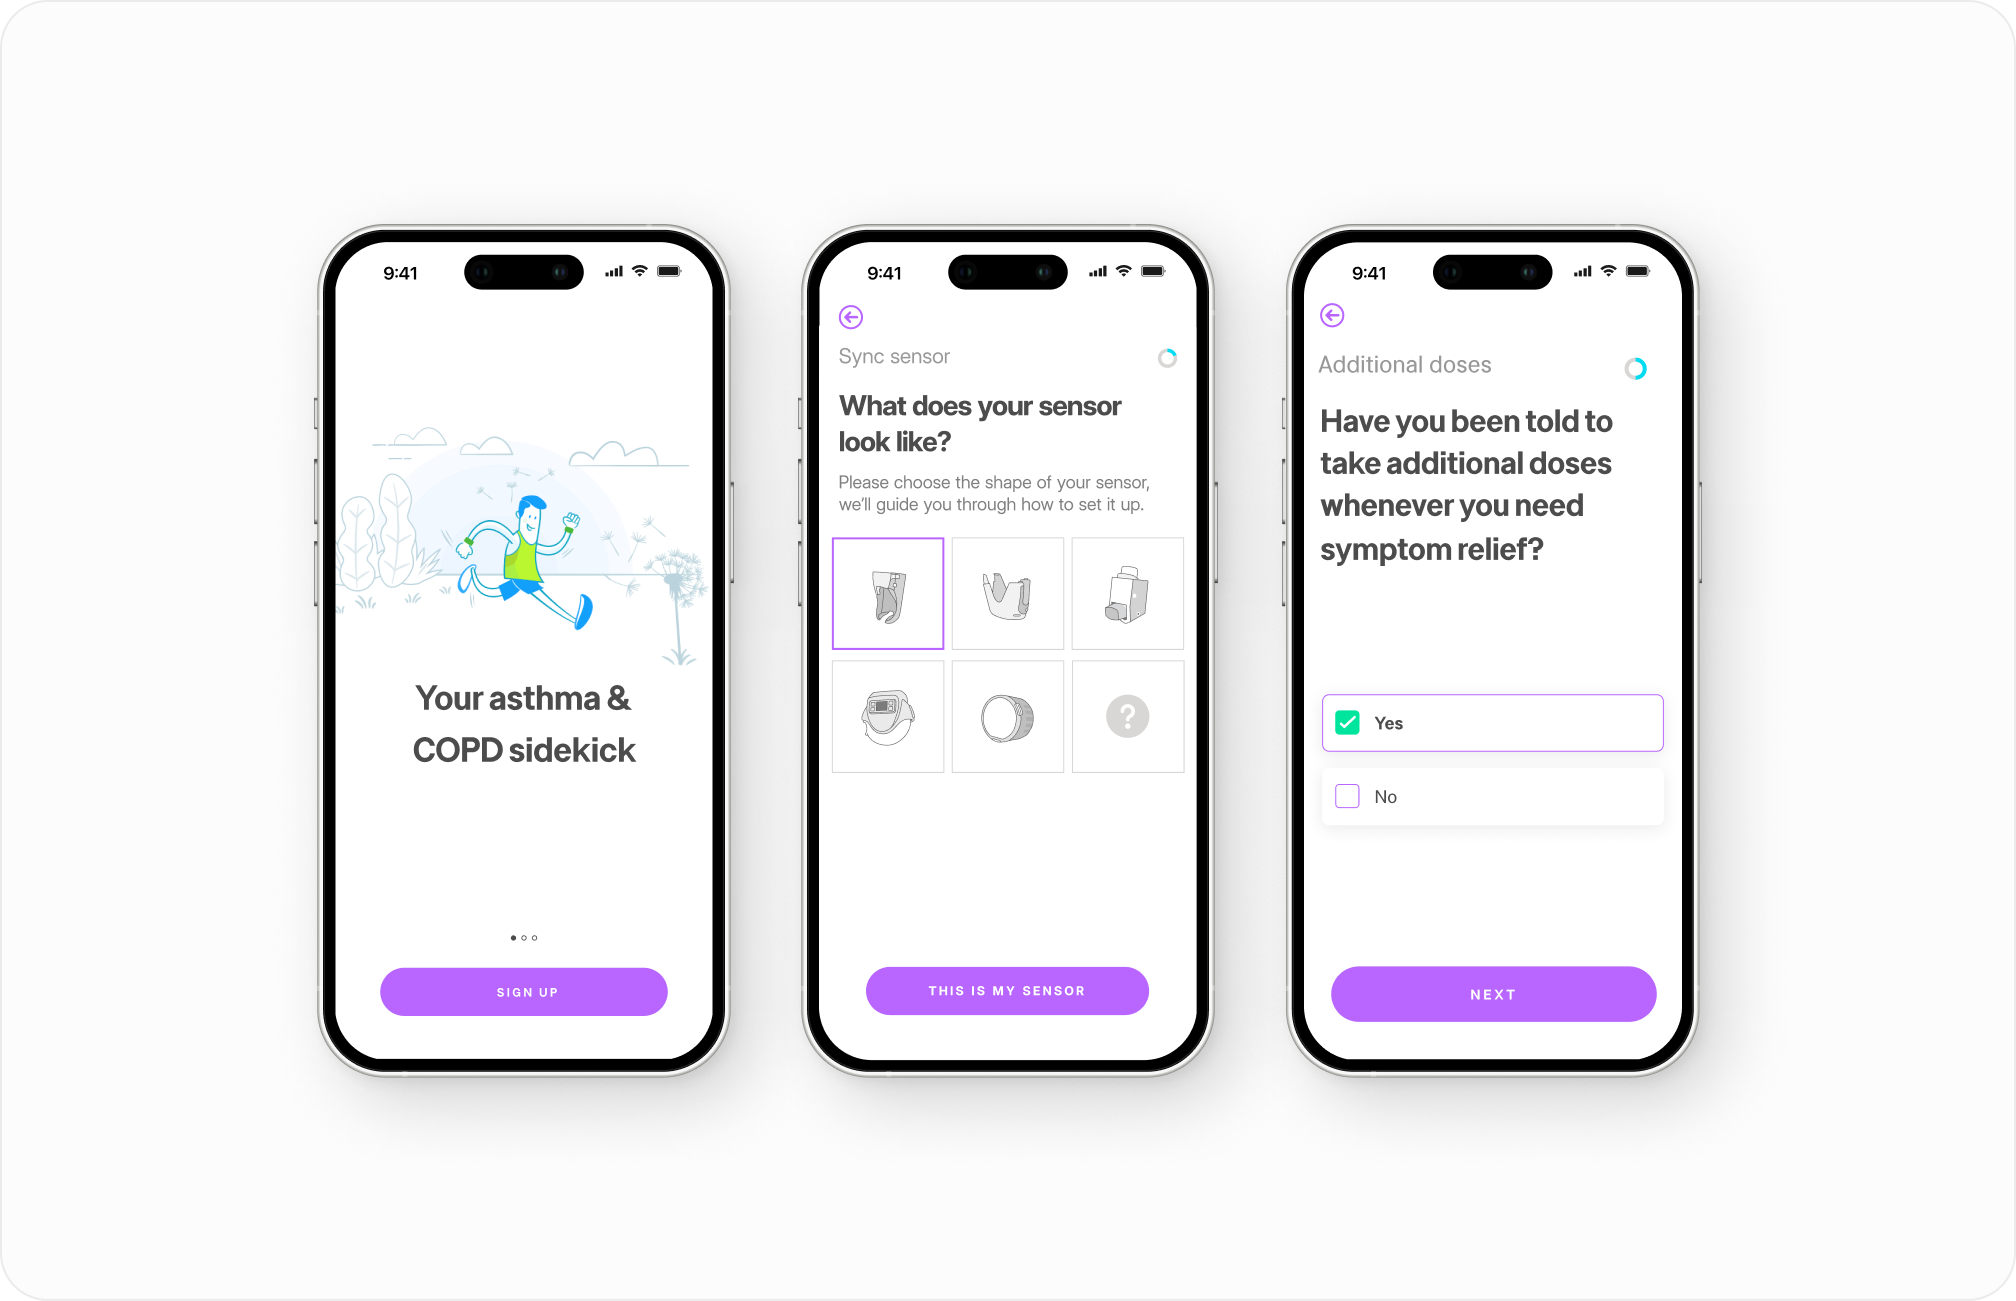 9:41
Your asthma &
COPD sidekick
SIGN UP
9:41
Sync sensor
What does your sensor
look like?
Please choose the shape of your sensor,
we'll guide you through how to set it up.
?
THIS IS MY SENSOR
9:41
Additional doses
Have you been told to
take additional doses
whenever you need
symptom relief?
Yes
No
NEXT